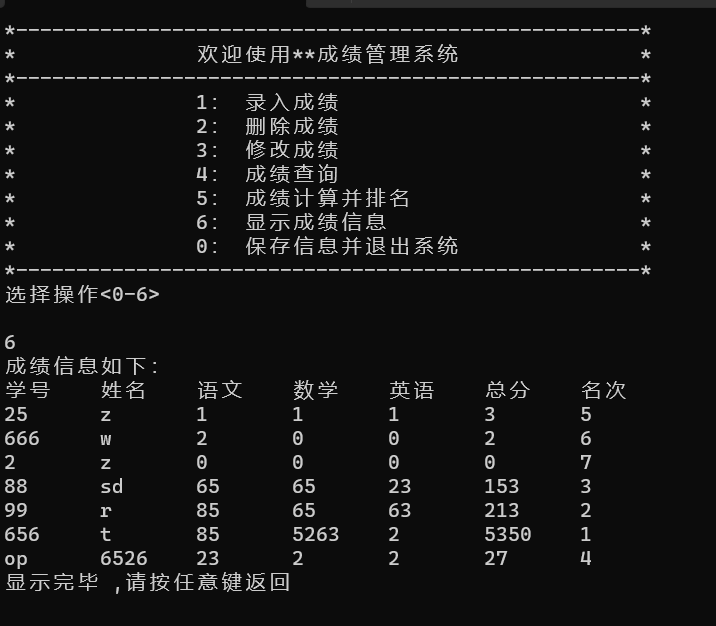 *----------------------------------------------------*
* 欢迎使用**成绩管理系统 *
*----------------------------------------------------*
* 1: 录入成绩 *
* 2: 删除成绩 *
* 3: 修改成绩 *
* 4: 成绩查询 *
* 5: 成绩计算并排名 *
* 6: 显示成绩信息 *
* 0: 保存信息并退出系统 *
*----------------------------------------------------*
选择操作<0-6>
6
成绩信息如下:
学号 姓名 语文 数学 英语 总分 名次
25 z 1 1 1 3 5
666 w 2 0 0 2 6
2 z 0 0 0 0 7
88 sd 65 65 23 153 3
99 r 85 65 63 213 2
656 t 85 5263 2 5350 1
op 6526 23 2 2 27 4
显示完毕 ,请按任意键返回